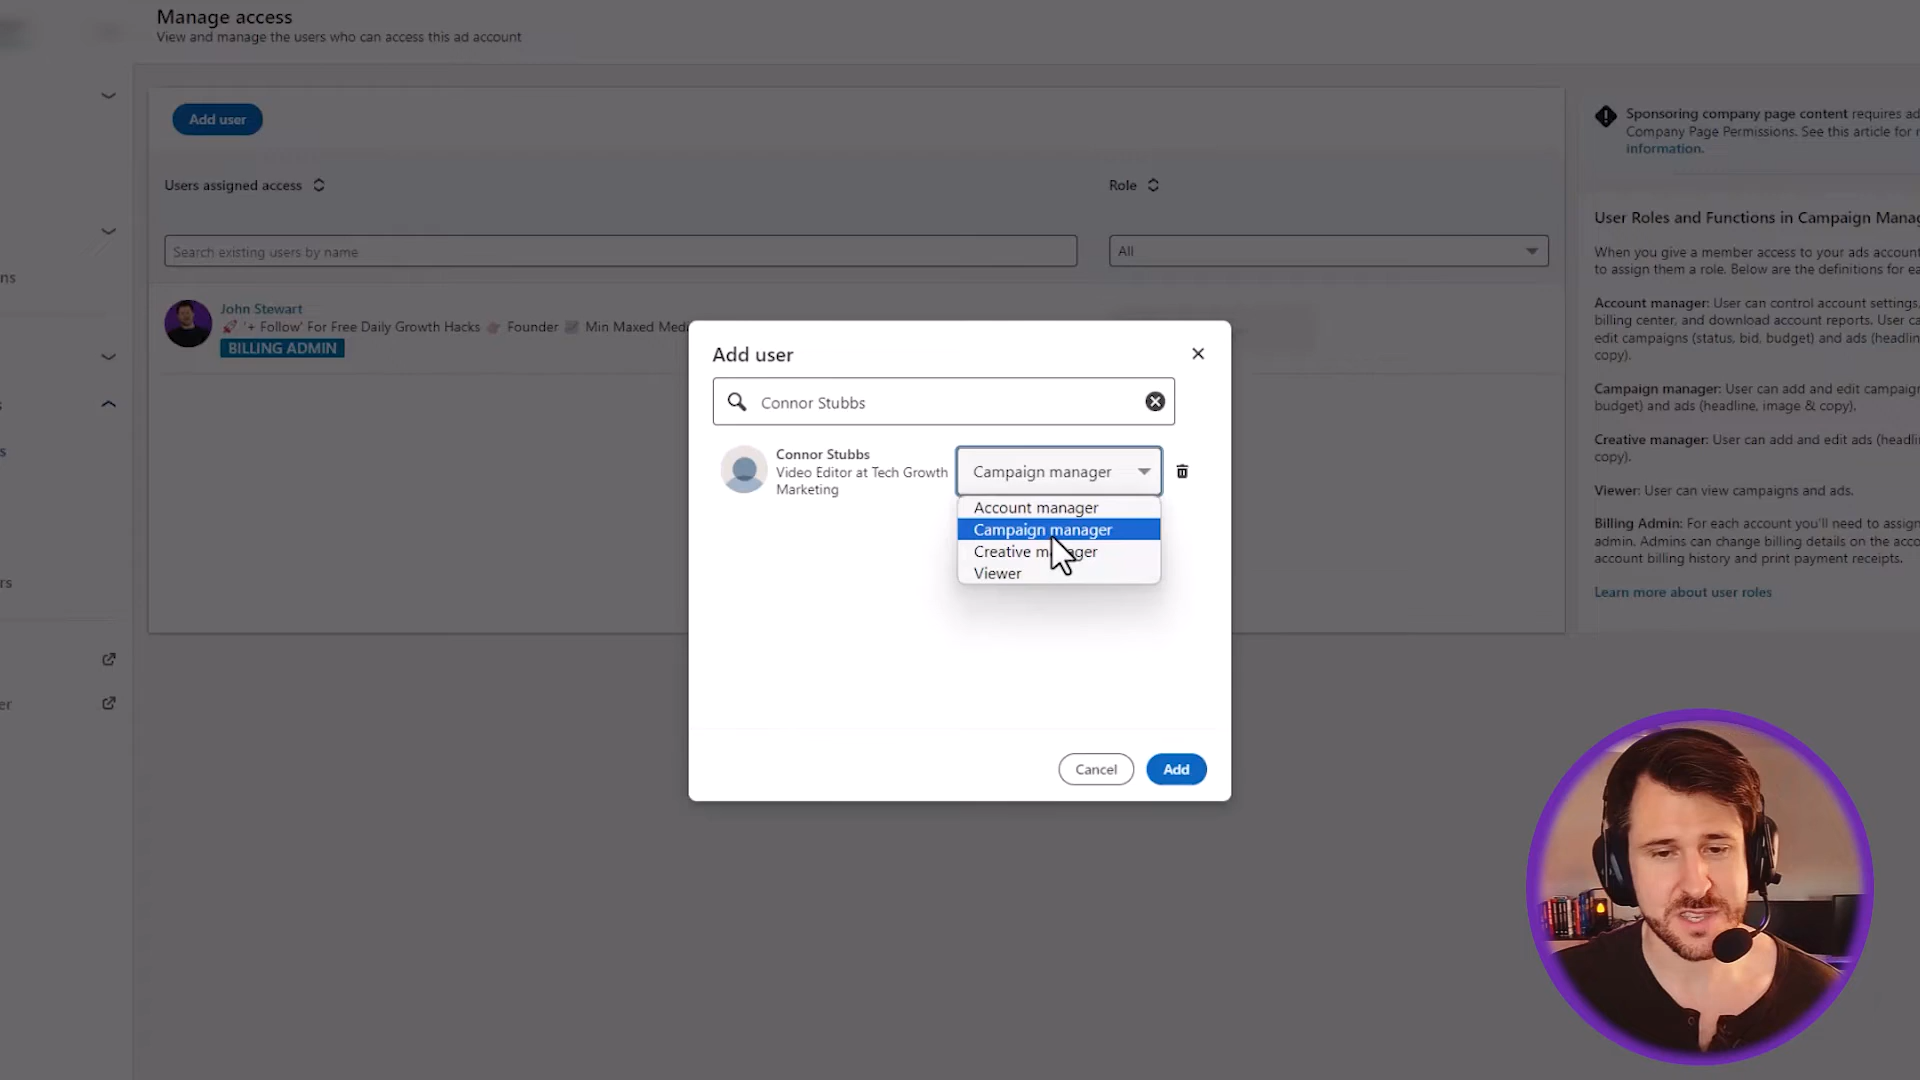 Manage access
View and manage the users who can access this ad account
Add user
Users assigned access
Role
Search existing users by name
All
John Stewart
🚀 '+ Follow' For Free Daily Growth Hacks 👉 Founder 📈 Min Maxed Med
BILLING ADMIN
ns
s
s
rs
er
Add user
Connor Stubbs
Connor Stubbs
Video Editor at Tech Growth
Marketing
Campaign manager
Account manager
Campaign manager
Creative manager
Viewer
Cancel
Add
Sponsoring company page content requires ad
Company Page Permissions. See this article for
information.
User Roles and Functions in Campaign Manag
When you give a member access to your ads account
to assign them a role. Below are the definitions for ea
Account manager: User can control account settings,
billing center, and download account reports. User ca
edit campaigns (status, bid, budget) and ads (headlin
copy).
Campaign manager: User can add and edit campaign
budget) and ads (headline, image & copy).
Creative manager: User can add and edit ads (headli
copy).
Viewer: User can view campaigns and ads.
Billing Admin: For each account you'll need to assign
admin. Admins can change billing details on the acco
account billing history and print payment receipts.
Learn more about user roles